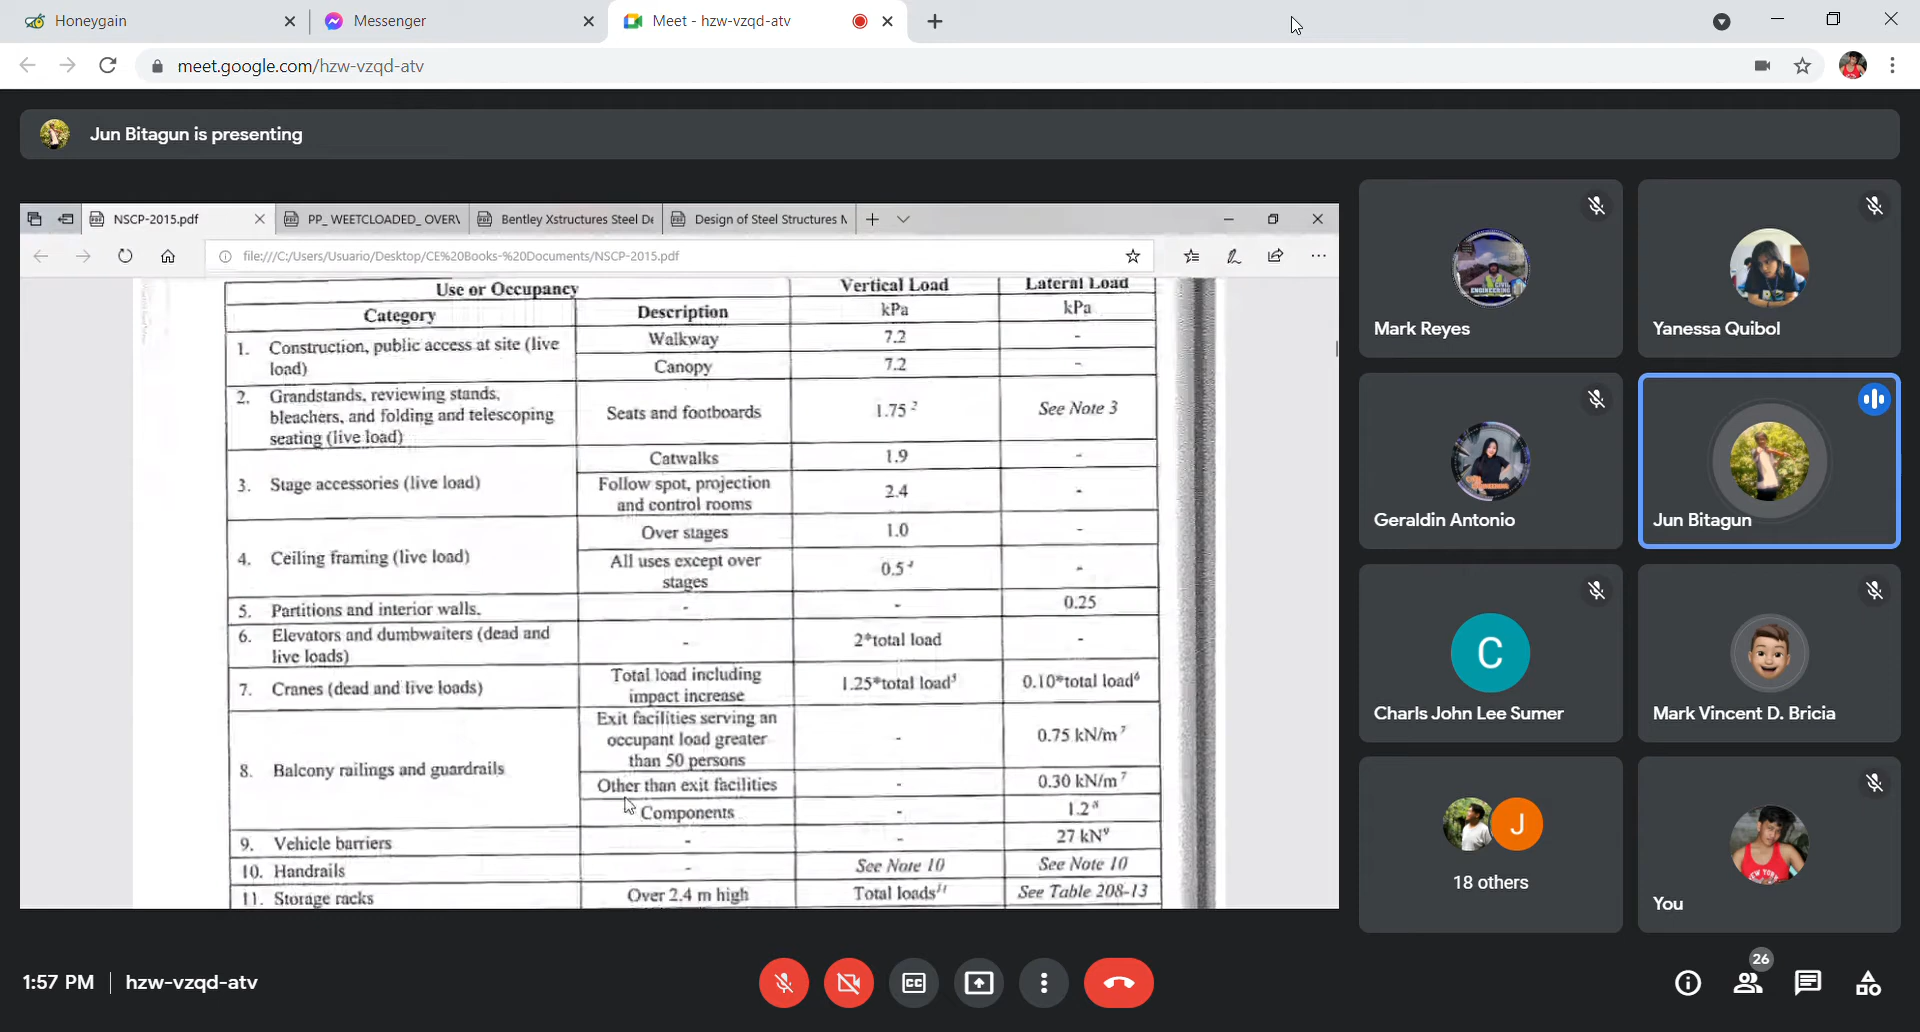 Honeygain
Messenger
Meet - hzw-vzqd-atv
meet.google.com/hzw-vzqd-atv
Jun Bitagun is presenting
NSCP-2015.pdf
PP_ WEETCLOADED_ OVERV
Bentley Xstructures Steel De
Design of Steel Structures M
file:///C:/Users/Usuario/Desktop/CE%20Books-%20Documents/NSCP-2015.pdf
Use or Occupancy Vertical Load Lateral Load
Category Description kPa kPa
1. Construction, public access at site (live load) Walkway 7.2 -
Canopy 7.2 -
2. Grandstands, reviewing stands, bleachers, and folding and telescoping seating (live load) Seats and footboards 1.75 2 See Note 3
3. Stage accessories (live load) Catwalks 1.9 -
Follow spot, projection and control rooms 2.4 -
4. Ceiling framing (live load) Over stages 1.0 -
All uses except over stages 0.5 4 -
5. Partitions and interior walls. - - 0.25
6. Elevators and dumbwaiters (dead and live loads) - 2*total load -
7. Cranes (dead and live loads) Total load including impact increase 1.25*total load5 0.10*total load6
8. Balcony railings and guardrails Exit facilities serving an occupant load greater than 50 persons - 0.75 kN/m 7
Other than exit facilities - 0.30 kN/m 7
Components - 1.2 8
9. Vehicle barriers - - 27 kN9
10. Handrails - See Note 10 See Note 10
11. Storage racks Over 2.4 m high Total loads11 See Table 208-13
Mark Reyes
Yanessa Quibol
CIVIL
ENGINEERING
Geraldin Antonio
Jun Bitagun
C
Charls John Lee Sumer
Mark Vincent D. Bricia
J
18 others
NEW YORK
You
1:57 PM | hzw-vzqd-atv
CC
26